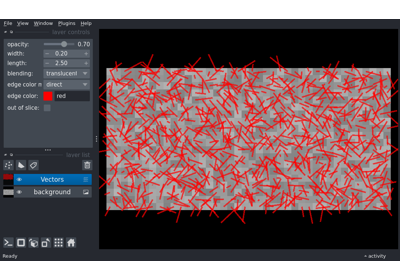 File View Window Plugins Help
layer controls
opacity: 0.70
width: 0.20
length: 2.50
blending: translucent
edge color m direct
edge color: red
out of slice:
layer list
Vectors
background
Ready
activity